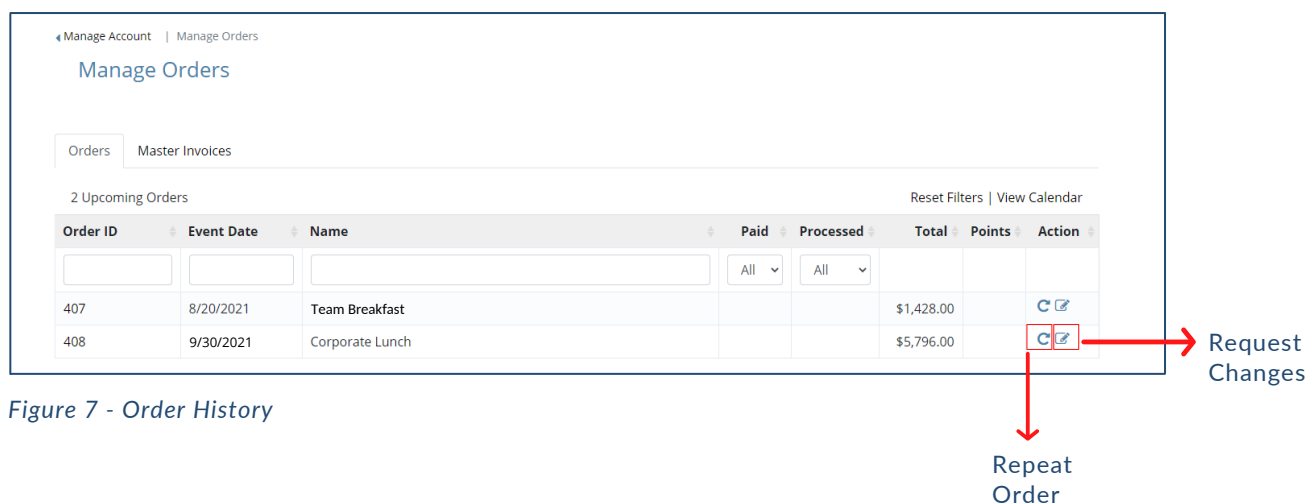 Manage Account | Manage Orders
Manage Orders
Orders Master Invoices
2 Upcoming Orders Reset Filters | View Calendar
Order ID Event Date Name Paid Processed Total Points Action
All All
407 8/20/2021 Team Breakfast $1,428.00
408 9/30/2021 Corporate Lunch $5,796.00
Request
Changes
Figure 7 - Order History
Repeat
Order